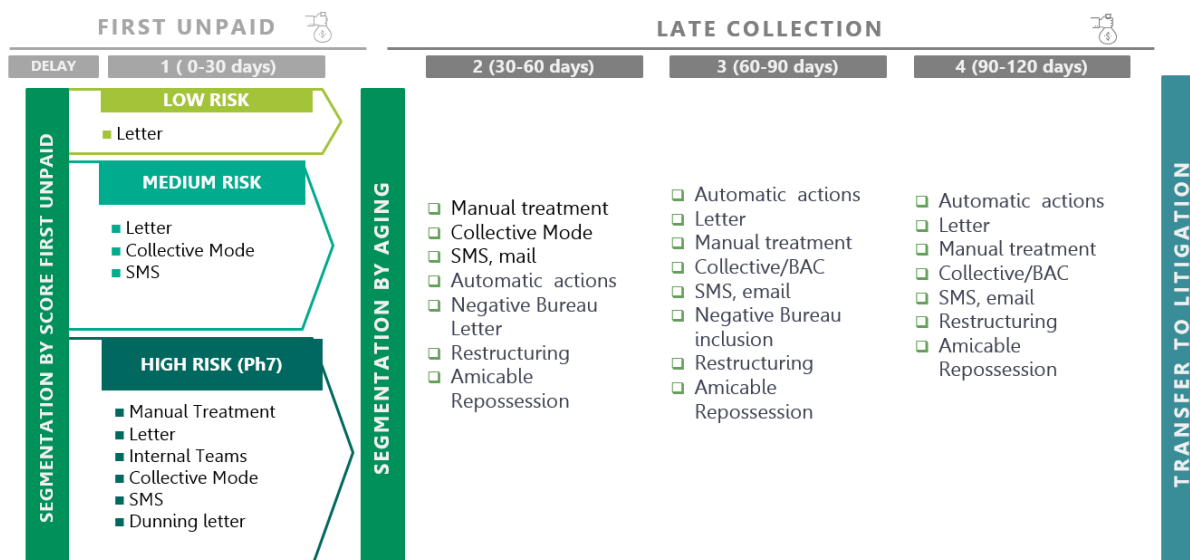 FIRST UNPAID
LATE COLLECTION
DELAY
1 ( 0-30 days)
2 (30-60 days)
3 (60-90 days)
4 (90-120 days)
SEGMENTATION BY SCORE FIRST UNPAID
LOW RISK
Letter
MEDIUM RISK
Letter
Collective Mode
SMS
HIGH RISK (Ph7)
Manual Treatment
Letter
Internal Teams
Collective Mode
SMS
Dunning letter
SEGMENTATION BY AGING
Manual treatment
Collective Mode
SMS, mail
Automatic actions
Negative Bureau
Letter
Restructuring
Amicable
Repossession
Automatic actions
Letter
Manual treatment
Collective/BAC
SMS, email
Negative Bureau
inclusion
Restructuring
Amicable
Repossession
Automatic actions
Letter
Manual treatment
Collective/BAC
SMS, email
Restructuring
Amicable
Repossession
TRANSFER TO LITIGATION